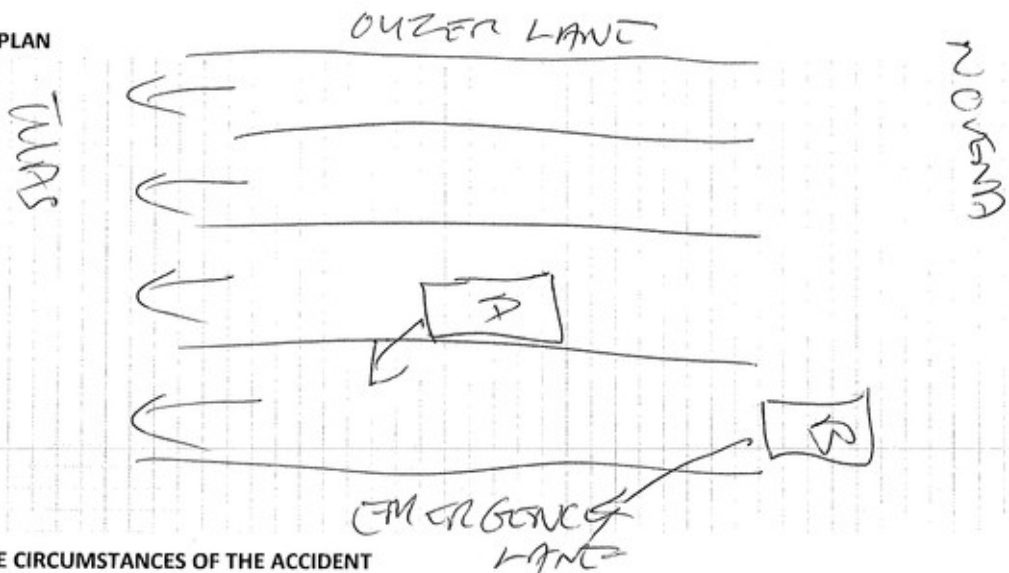 PLAN
OUTER LANE
TUAS
NOVENA
A
B
EMERGENCY
LANE
E CIRCUMSTANCES OF THE ACCIDENT